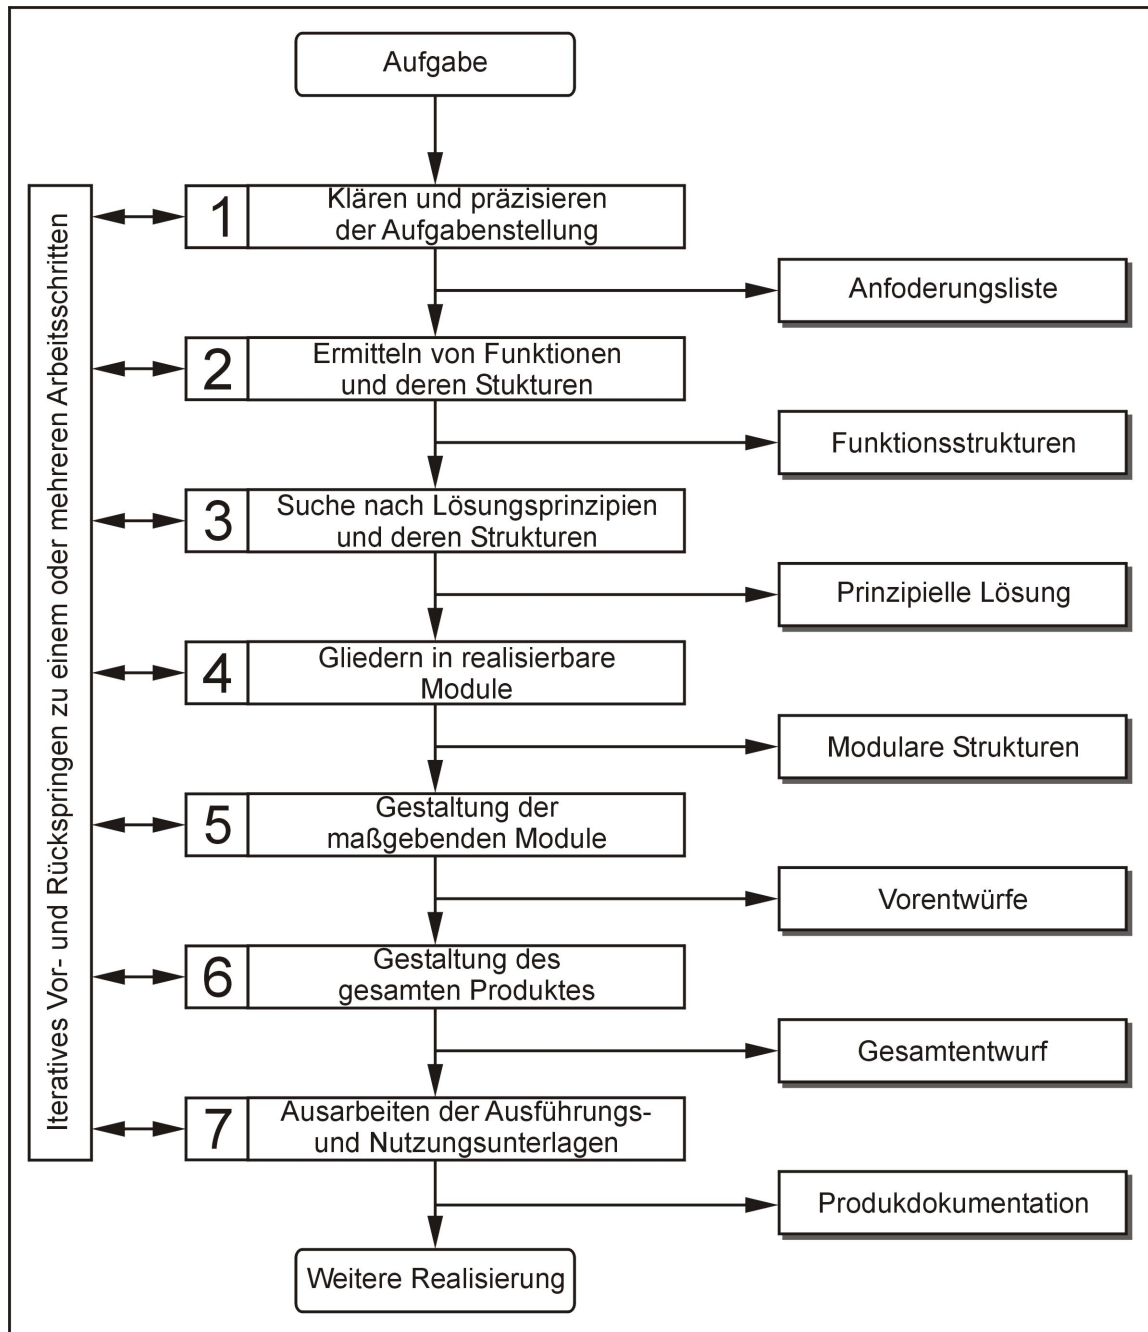 Aufgabe
Iteratives Vor- und Rückspringen zu einem oder mehreren Arbeitsschritten
1
Klären und präzisieren
der Aufgabenstellung
Anfoderungsliste
2
Ermitteln von Funktionen
und deren Stukturen
Funktionsstrukturen
3
Suche nach Lösungsprinzipien
und deren Strukturen
Prinzipielle Lösung
4
Gliedern in realisierbare
Module
Modulare Strukturen
5
Gestaltung der
maßgebenden Module
Vorentwürfe
6
Gestaltung des
gesamten Produktes
Gesamtentwurf
7
Ausarbeiten der Ausführungs-
und Nutzungsunterlagen
Produkdokumentation
Weitere Realisierung